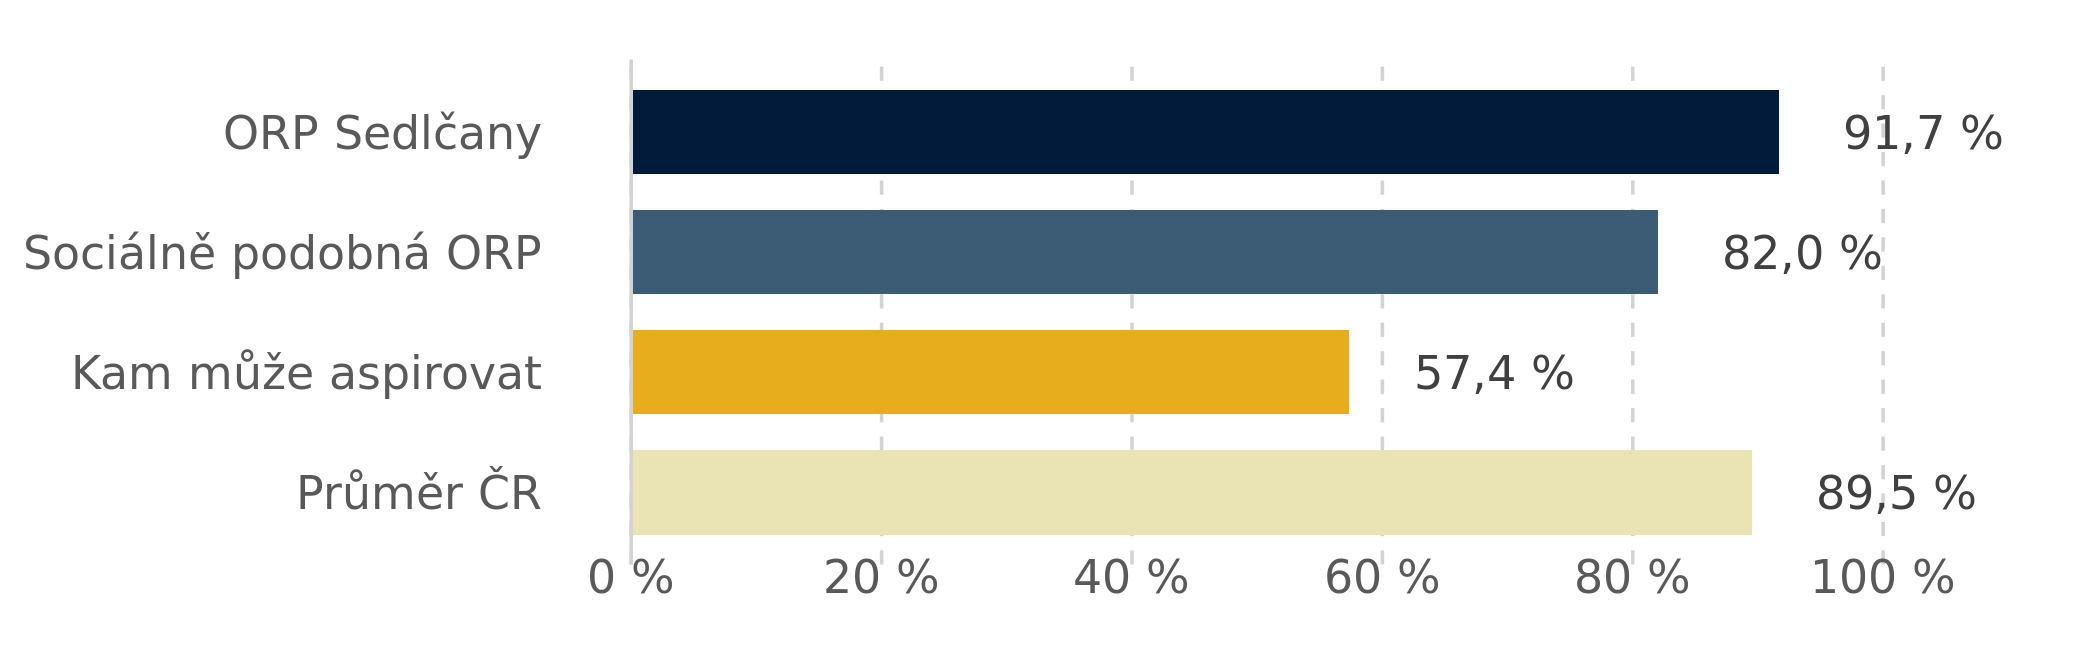 ORP Sedlčany 91,7 %
Sociálně podobná ORP 82,0 %
Kam může aspirovat 57,4 %
Průměr ČR 89,5 %
0 % 20 % 40 % 60 % 80 % 100 %